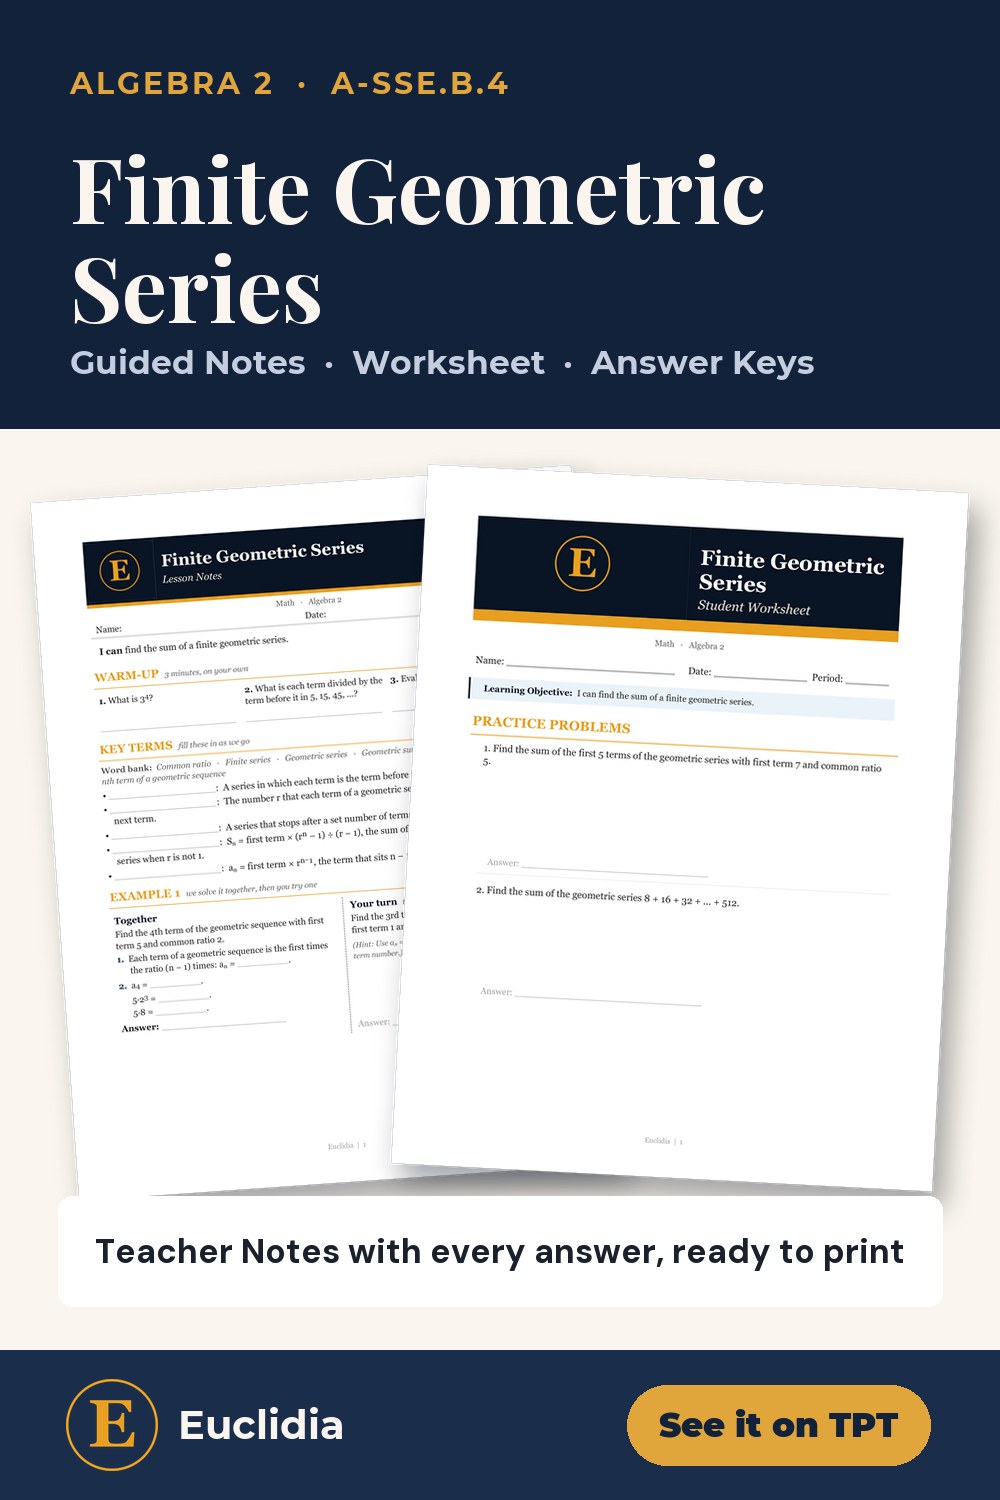 ALGEBRA 2 · A-SSE.B.4
Finite Geometric
Series
Guided Notes · Worksheet · Answer Keys
E
Finite Geometric Series
Lesson Notes
Math · Algebra 2
Name:
Date:
I can find the sum of a finite geometric series.
WARM-UP 3 minutes, on your own
1. What is 3⁴?
2. What is each term divided by the
term before it in 5, 15, 45, ...?
3.
KEY TERMS fill these in as we go
Word bank: Common ratio · Finite series · Geometric series · Geometric
nth term of a geometric sequence
• : A series in which each term is the term before
• : The number r that each term of a geometric
next term.
• : A series that stops after a set number of
• : Sₙ = first term × (rⁿ − 1) ÷ (r − 1), the sum of
series when r is not 1.
• : aₙ = first term × rⁿ⁻¹, the term that sits n −
EXAMPLE 1 we solve it together, then you try one
Together
Find the 4th term of the geometric sequence with first
term 5 and common ratio 2.
1. Each term of a geometric sequence is the first times
the ratio (n − 1) times: aₙ = .
2. a₄ = .
5·2³ = .
5·8 = .
Answer:
Your turn
Find the 3rd
first term 1
(Hint: Use aₙ =
term number.
Answer:
Euclidia | 1
E
Finite Geometric
Series
Student Worksheet
Math · Algebra 2
Name: Date: Period:
Learning Objective: I can find the sum of a finite geometric series.
PRACTICE PROBLEMS
1. Find the sum of the first 5 terms of the geometric series with first term 7 and common ratio
5.
Answer:
2. Find the sum of the geometric series 8 + 16 + 32 + ... + 512.
Answer:
Euclidia | 1
Teacher Notes with every answer, ready to print
E
Euclidia
See it on TPT